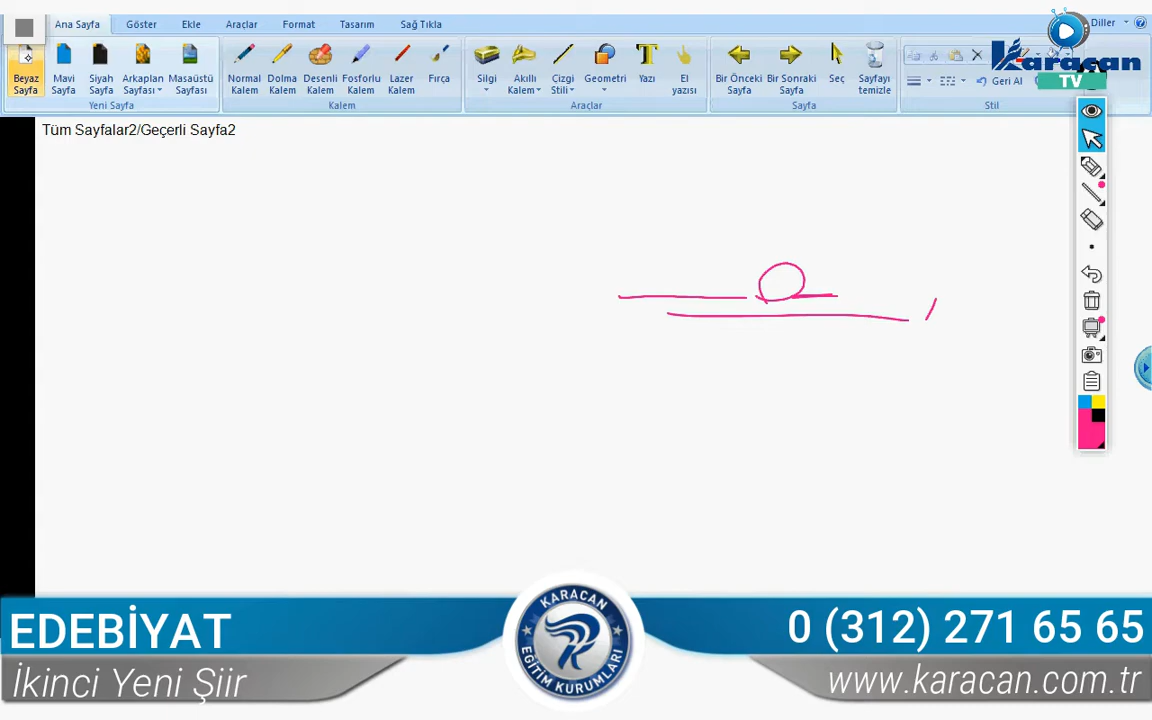 Ana Sayfa
Göster
Ekle
Araçlar
Format
Tasarım
Sağ Tıkla
Diller
Beyaz Sayfa
Mavi Sayfa
Siyah Sayfa
Arkaplan Sayfası
Masaüstü Sayfası
Yeni Sayfa
Normal Kalem
Dolma Kalem
Desenli Kalem
Fosforlu Kalem
Lazer Kalem
Fırça
Kalem
Silgi
Akıllı Kalem
Çizgi Stili
Geometri
Yazı
El yazısı
Araçlar
Bir Önceki Sayfa
Bir Sonraki Sayfa
Seç
Sayfayı temizle
Sayfa
Geri Al
Stil
Karacan
TV
Tüm Sayfalar2/Geçerli Sayfa2
EDEBİYAT
İkinci Yeni Şiir
KARACAN
EĞİTİM KURUMLARI
0 (312) 271 65 65
www.karacan.com.tr